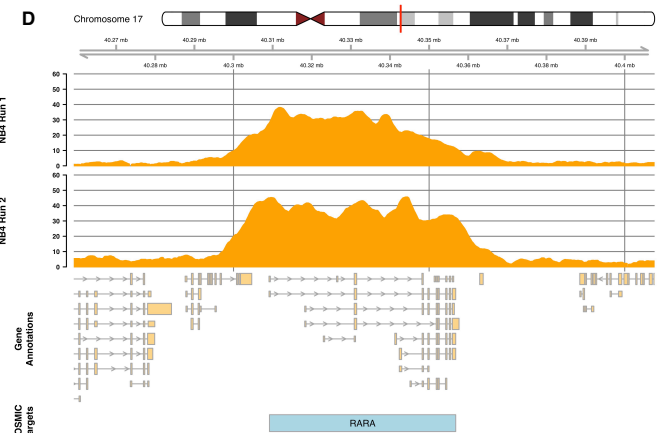 D
Chromosome 17
40.27 mb 40.29 mb 40.31 mb 40.33 mb 40.35 mb 40.37 mb 40.39 mb
40.28 mb 40.3 mb 40.32 mb 40.34 mb 40.36 mb 40.38 mb 40.4 mb
NB4 Run 1
60
50
40
30
20
10
0
NB4 Run 2
60
50
40
30
20
10
0
Gene
Annotations
OSMIC
argets
RARA